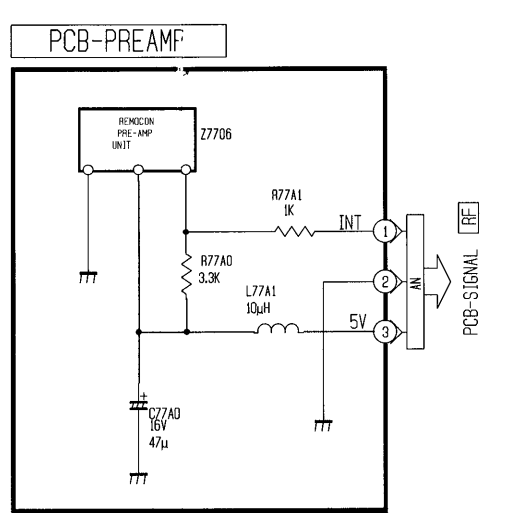 PCB-PREAMP
REMOCON
PRE-AMP
UNIT
Z7706
R77A1
1K
INT
1
RF
R77A0
3.3K
2
AN
PCB-SIGNAL
L77A1
10µH
5V
3
+
C77A0
16V
47µ